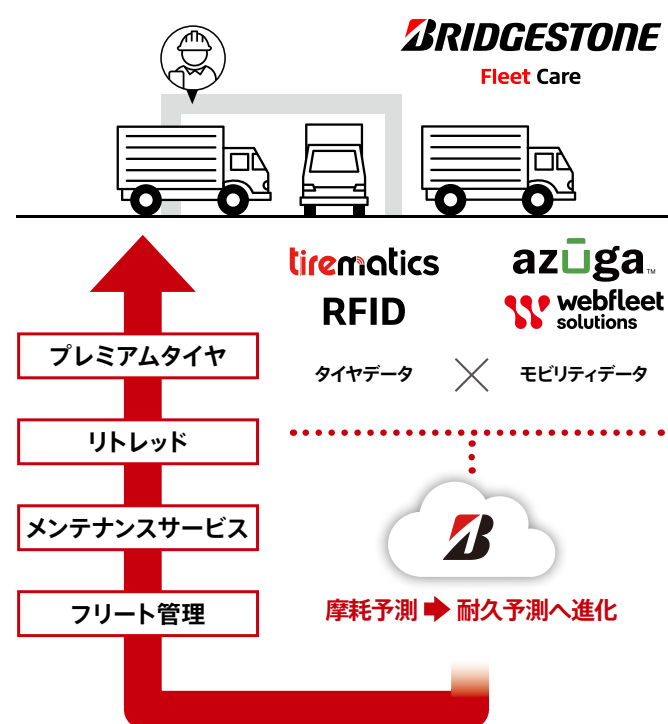 BRIDGESTONE
Fleet Care
tirematics
RFID
azūga™
webfleet
solutions
タイヤデータ × モビリティデータ
プレミアムタイヤ
リトレッド
メンテナンスサービス
フリート管理
B
摩耗予測 ➡ 耐久予測へ進化